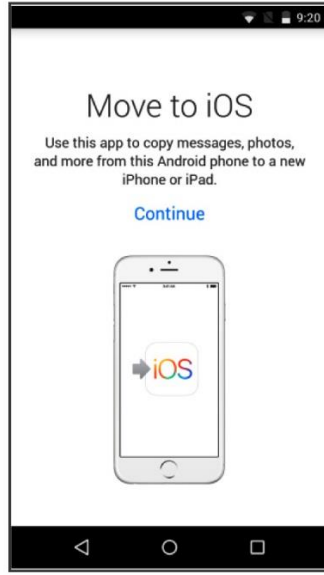 9:20
Move to iOS
Use this app to copy messages, photos,
and more from this Android phone to a new
iPhone or iPad.
Continue
iOS